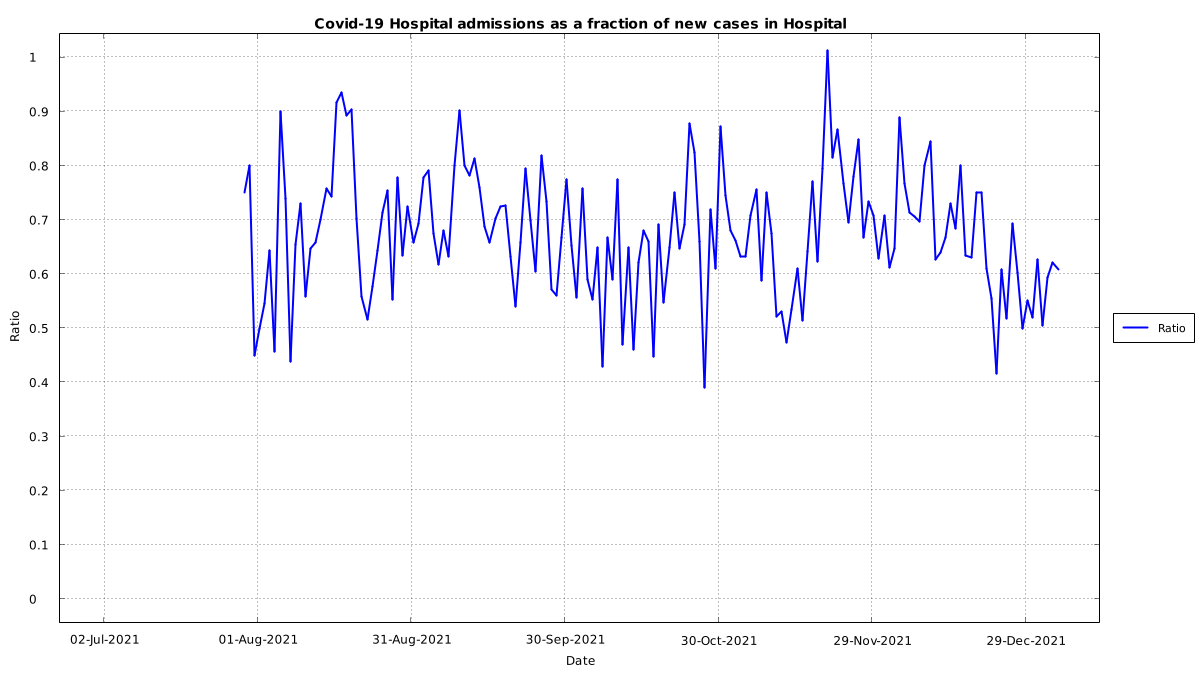 Covid-19 Hospital admissions as a fraction of new cases in Hospital
1
0.9
0.8
0.7
0.6
0.5
0.4
0.3
0.2
0.1
0
Ratio
02-Jul-2021
01-Aug-2021
31-Aug-2021
30-Sep-2021
30-Oct-2021
29-Nov-2021
29-Dec-2021
Date
Ratio